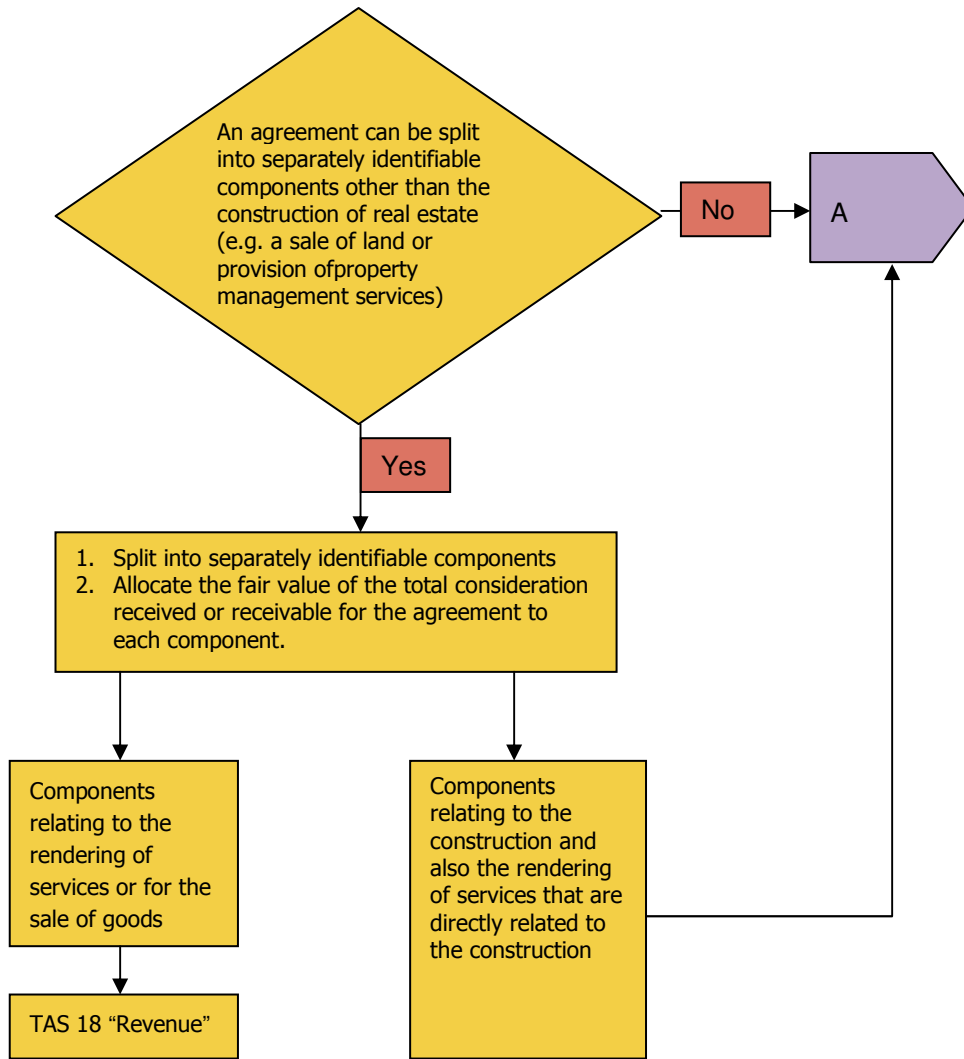 An agreement can be split
into separately identifiable
components other than the
construction of real estate
(e.g. a sale of land or
provision ofproperty
management services)
No
A
Yes
1. Split into separately identifiable components
2. Allocate the fair value of the total consideration
received or receivable for the agreement to
each component.
Components
relating to the
rendering of
services or for the
sale of goods
Components
relating to the
construction and
also the rendering
of services that are
directly related to
the construction
TAS 18 “Revenue”